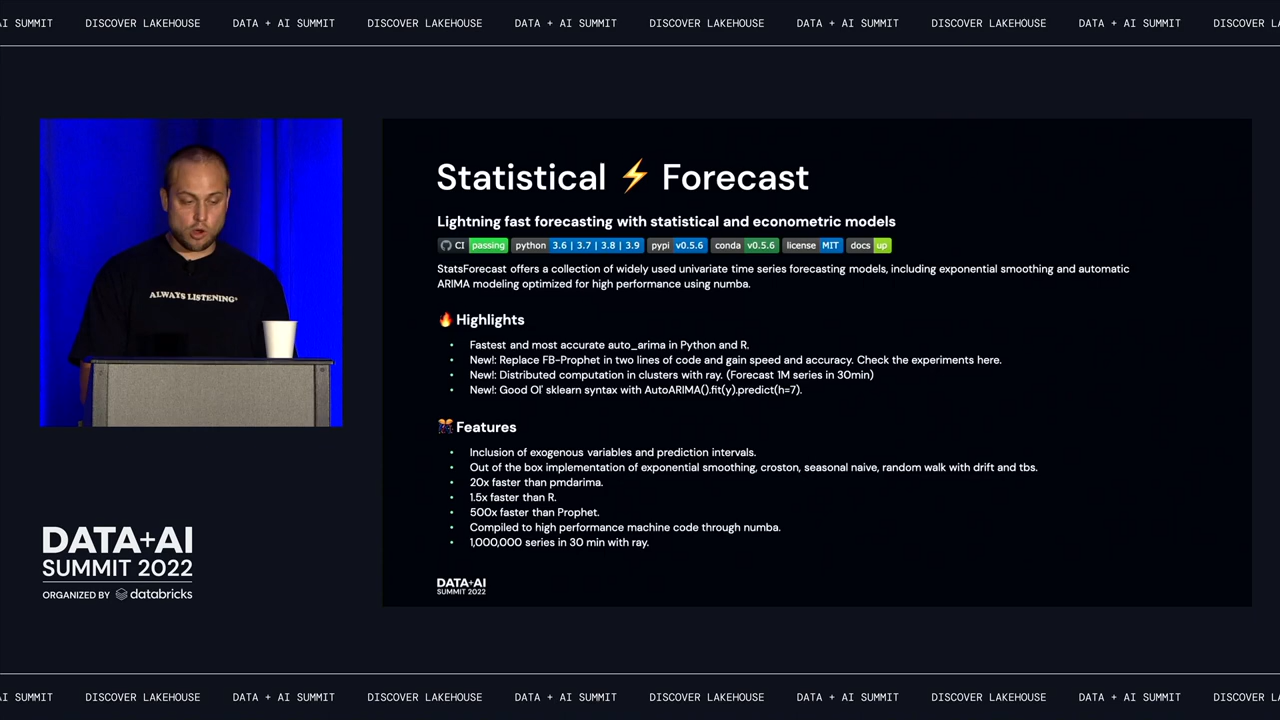 AI SUMMIT DISCOVER LAKEHOUSE DATA + AI SUMMIT DISCOVER LAKEHOUSE DATA + AI SUMMIT DISCOVER LAKEHOUSE DATA + AI SUMMIT DISCOVER LAKEHOUSE DATA + AI SUMMIT DISCOVER L
ALWAYS LISTENING
DATA+AI
SUMMIT 2022
ORGANIZED BY databricks
Statistical ⚡ Forecast
Lightning fast forecasting with statistical and econometric models
CI passing python 3.6 | 3.7 | 3.8 | 3.9 pypi v0.5.6 conda v0.5.6 license MIT docs up
StatsForecast offers a collection of widely used univariate time series forecasting models, including exponential smoothing and automatic
ARIMA modeling optimized for high performance using numba.
🔥 Highlights
• Fastest and most accurate auto_arima in Python and R.
• New!: Replace FB-Prophet in two lines of code and gain speed and accuracy. Check the experiments here.
• New!: Distributed computation in clusters with ray. (Forecast 1M series in 30min)
• New!: Good Ol' sklearn syntax with AutoARIMA().fit(y).predict(h=7).
🎊 Features
• Inclusion of exogenous variables and prediction intervals.
• Out of the box implementation of exponential smoothing, croston, seasonal naive, random walk with drift and tbs.
• 20x faster than pmdarima.
• 1.5x faster than R.
• 500x faster than Prophet.
• Compiled to high performance machine code through numba.
• 1,000,000 series in 30 min with ray.
DATA+AI
SUMMIT 2022
AI SUMMIT DISCOVER LAKEHOUSE DATA + AI SUMMIT DISCOVER LAKEHOUSE DATA + AI SUMMIT DISCOVER LAKEHOUSE DATA + AI SUMMIT DISCOVER LAKEHOUSE DATA + AI SUMMIT DISCOVER LA